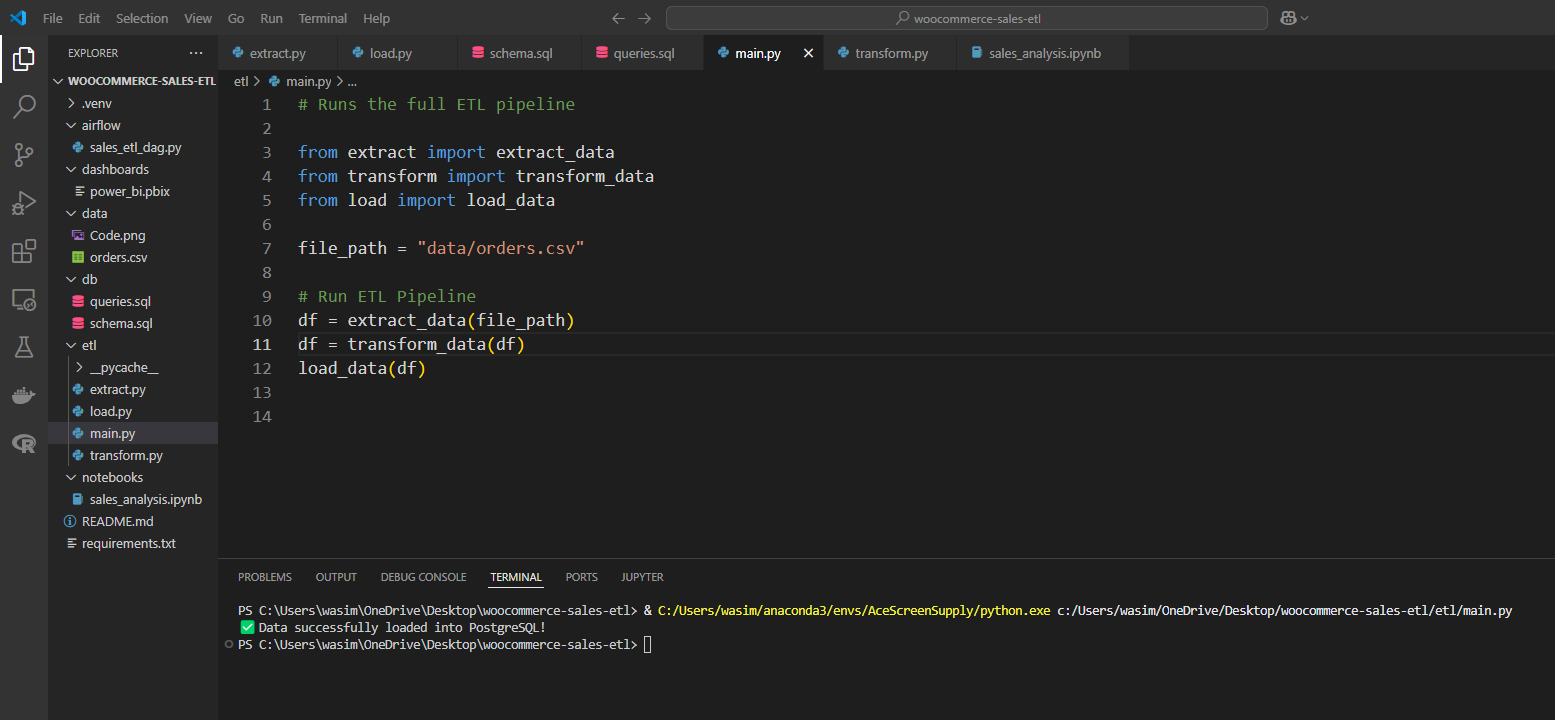 File Edit Selection View Go Run Terminal Help
woocommerce-sales-etl
EXPLORER ...
WOOCOMMERCE-SALES-ETL
.venv
airflow
sales_etl_dag.py
dashboards
power_bi.pbix
data
Code.png
orders.csv
db
queries.sql
schema.sql
etl
__pycache__
extract.py
load.py
main.py
transform.py
notebooks
sales_analysis.ipynb
README.md
requirements.txt
extract.py load.py schema.sql queries.sql main.py transform.py sales_analysis.ipynb
etl > main.py > ...
1 # Runs the full ETL pipeline
2
3 from extract import extract_data
4 from transform import transform_data
5 from load import load_data
6
7 file_path = "data/orders.csv"
8
9 # Run ETL Pipeline
10 df = extract_data(file_path)
11 df = transform_data(df)
12 load_data(df)
13
14
PROBLEMS OUTPUT DEBUG CONSOLE TERMINAL PORTS JUPYTER
PS C:\Users\wasim\OneDrive\Desktop\woocommerce-sales-etl> & C:/Users/wasim/anaconda3/envs/AceScreenSupply/python.exe c:/Users/wasim/OneDrive/Desktop/woocommerce-sales-etl/etl/main.py
✅ Data successfully loaded into PostgreSQL!
PS C:\Users\wasim\OneDrive\Desktop\woocommerce-sales-etl>